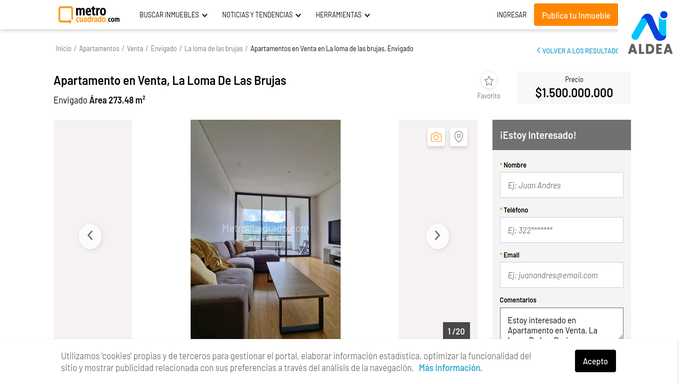 metro
cuadrado.com
BUSCAR INMUEBLES
NOTICIAS Y TENDENCIAS
HERRAMIENTAS
INGRESAR
Publica tu Inmueble
ALDEA
Inicio / Apartamentos / Venta / Envigado / La loma de las brujas / Apartamentos en Venta en La loma de las brujas, Envigado
VOLVER A LOS RESULTAD
Apartamento en Venta, La Loma De Las Brujas
Envigado Área 273.48 m²
Favorito
Precio
$1.500.000.000
Metrocuadrado.com
1 / 20
¡Estoy Interesado!
* Nombre
Ej: Juan Andres
* Teléfono
Ej: 322*******
* Email
Ej: juanandres@email.com
Comentarios
Estoy interesado en
Apartamento en Venta, La
Utilizamos 'cookies' propias y de terceros para gestionar el portal, elaborar información estadística, optimizar la funcionalidad del
sitio y mostrar publicidad relacionada con sus preferencias a través del análisis de la navegación. Más información.
Acepto